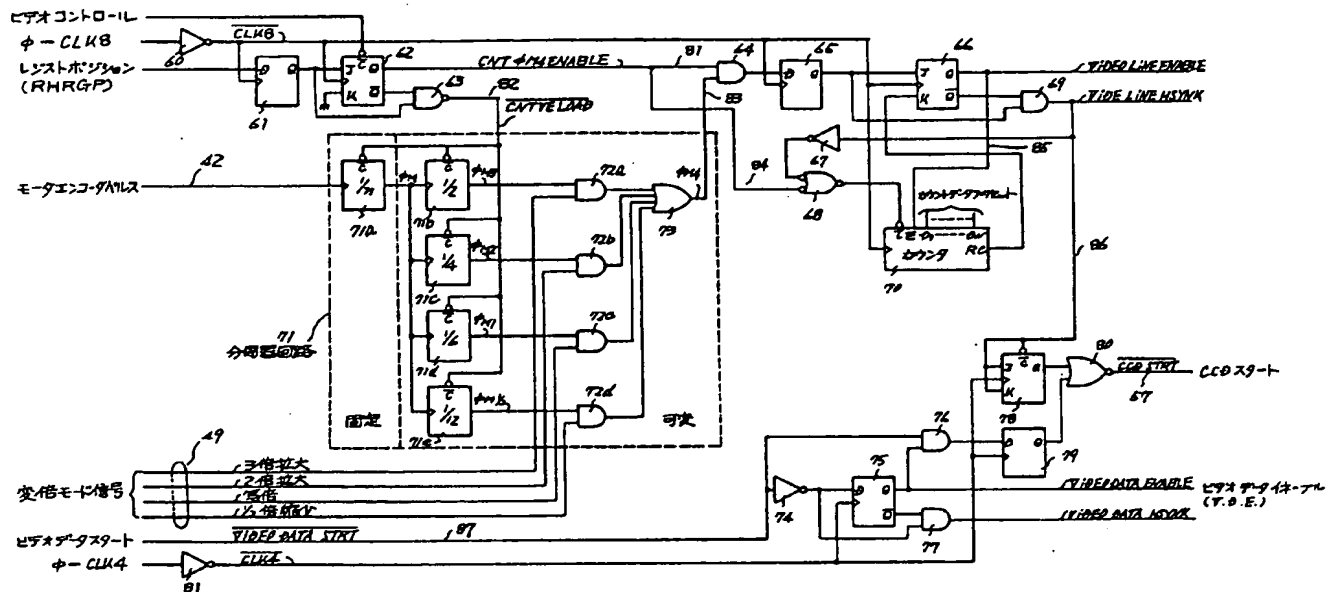 ビデオコントロール
φ-CLK8
レジストポジション
(RHRGP)
モータエンコーダパルス
42
60
CLK8
61
J
C
Q
K
Q
62
63
CNT φM4 ENABLE
81
82
CNTVE LOAD
64
83
D
Q
65
J
Q
K
Q
66
VIDEO LINE ENABLE
69
VIDE LINE HSYNK
67
68
84
85
86
カウントデータプリセット
カウンタ
RC
70
1/n
71a
φM
1/2
71b
1/4
71c
1/6
71d
1/12
71e
72a
72b
72c
72d
73
φM4
71
分周器回路
固定
可変
49
変倍モード信号
3倍拡大
2倍拡大
等倍
1/2倍縮小
ビデオデータスタート
VIDEO DATA STRT
87
φ-CLK4
81
CLK4
74
D
Q
Q
75
76
77
J
C
Q
K
78
D
Q
79
80
CCD STRT
57
CCDスタート
VIDEO DATA ENABLE
ビデオデータイネーブル
(V.D.E.)
VIDEO DATA HSYNK